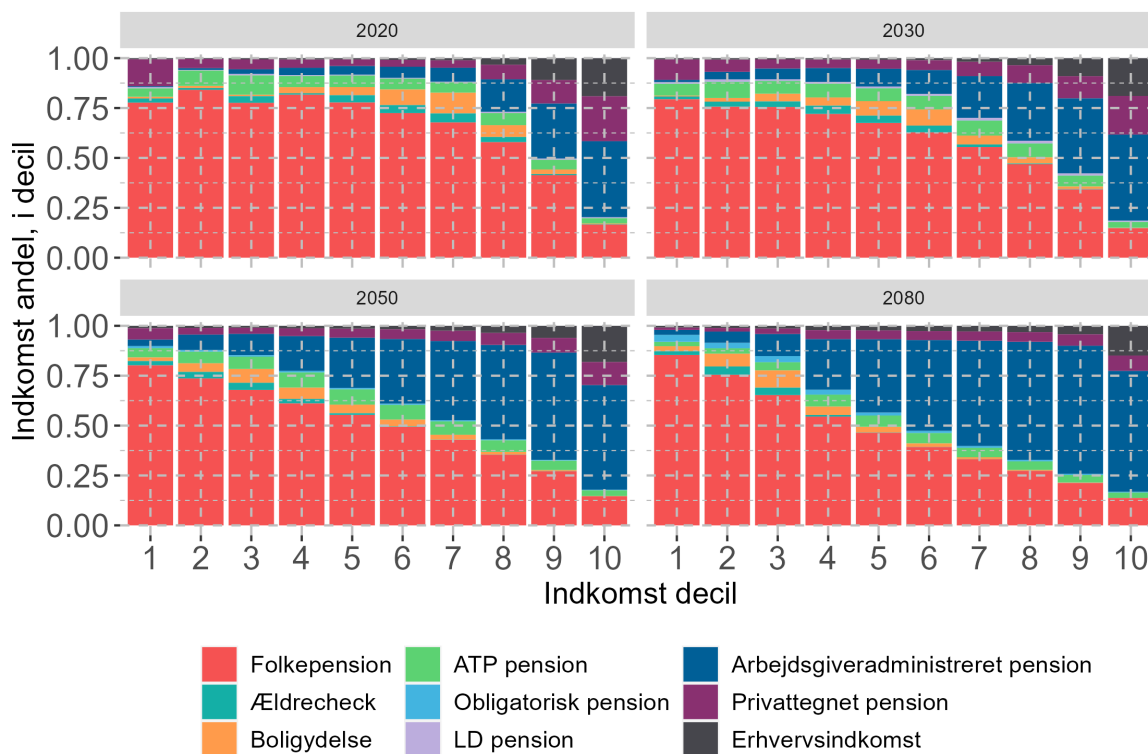 2020
2030
1.00
0.75
0.50
0.25
0.00
2050
2080
1.00
0.75
0.50
0.25
0.00
Indkomst andel, i decil
1 2 3 4 5 6 7 8 9 10
1 2 3 4 5 6 7 8 9 10
Indkomst decil
Folkepension
Ældrecheck
Boligydelse
ATP pension
Obligatorisk pension
LD pension
Arbejdsgiveradministreret pension
Privattegnet pension
Erhvervsindkomst